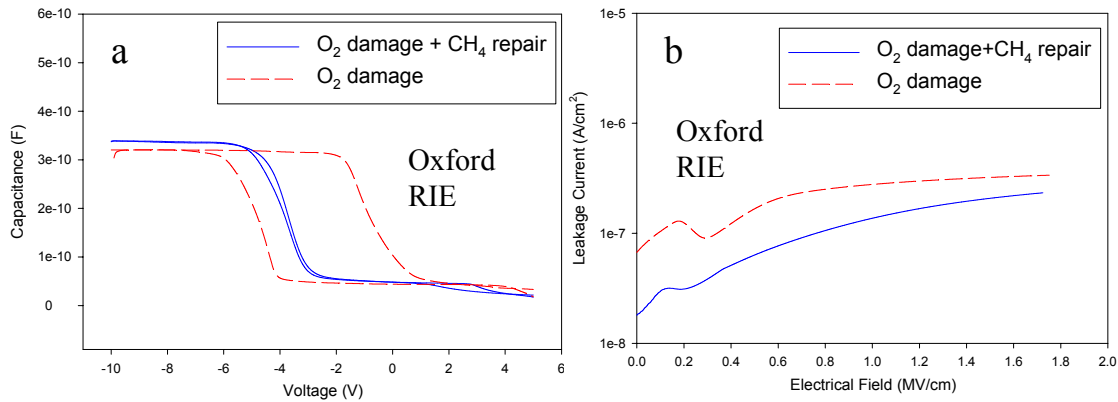 a
O₂ damage + CH₄ repair
O₂ damage
Oxford
RIE
6e-10
5e-10
4e-10
3e-10
2e-10
1e-10
0
Capacitance (F)
-10
-8
-6
-4
-2
0
2
4
6
Voltage (V)
b
O₂ damage+CH₄ repair
O₂ damage
Oxford
RIE
1e-5
1e-6
1e-7
1e-8
Leakage Current (A/cm²)
0.0
0.2
0.4
0.6
0.8
1.0
1.2
1.4
1.6
1.8
2.0
Electrical Field (MV/cm)